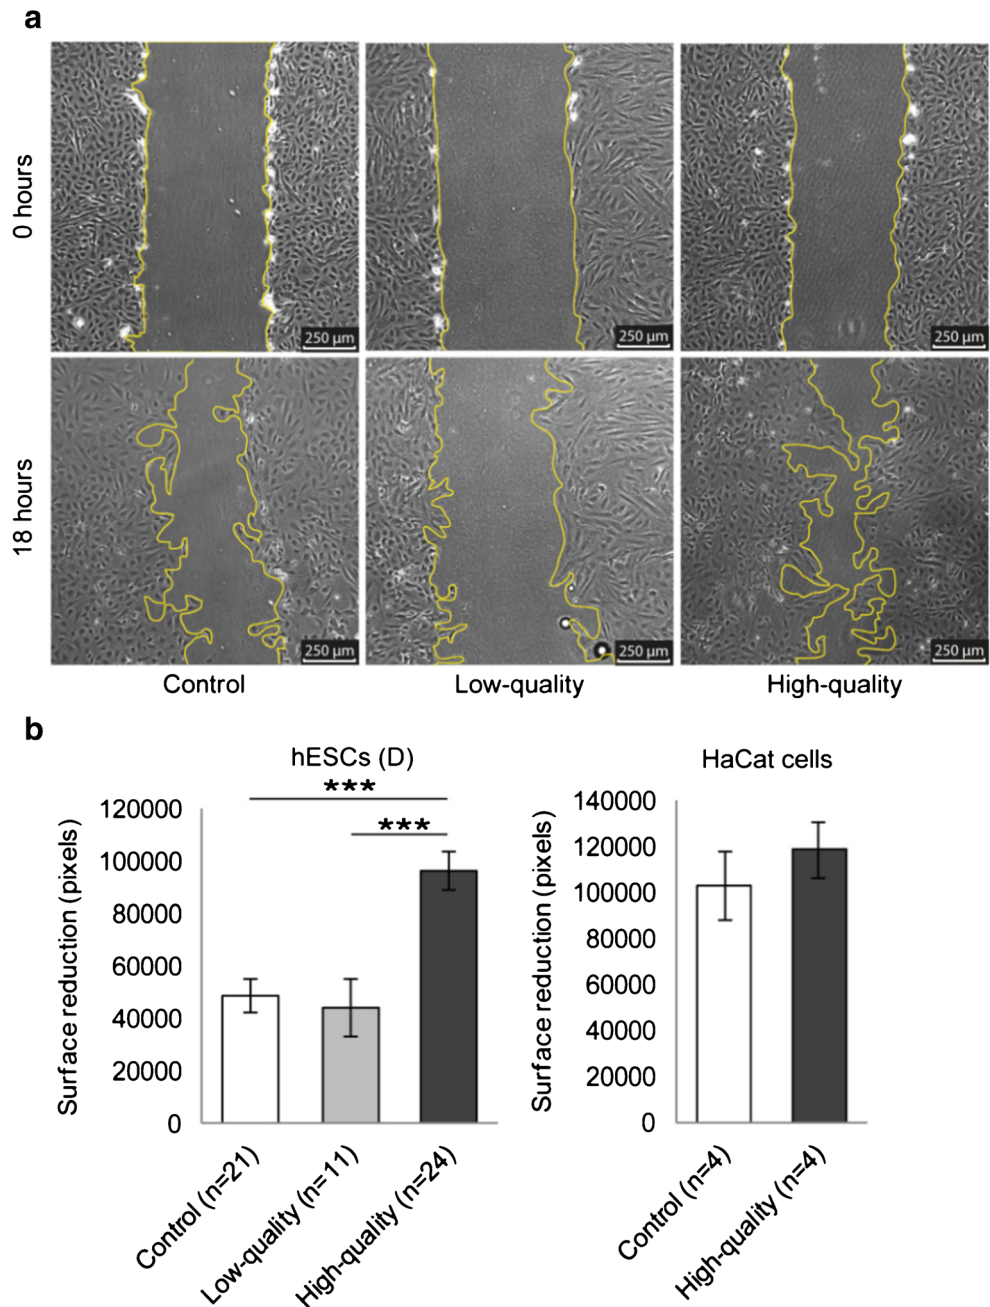 a
0 hours
250 µm
250 µm
250 µm
18 hours
250 µm
250 µm
250 µm
Control
Low-quality
High-quality
b
hESCs (D)
***
***
Surface reduction (pixels)
120000
100000
80000
60000
40000
20000
0
Control (n=21)
Low-quality (n=11)
High-quality (n=24)
HaCat cells
Surface reduction (pixels)
140000
120000
100000
80000
60000
40000
20000
0
Control (n=4)
High-quality (n=4)